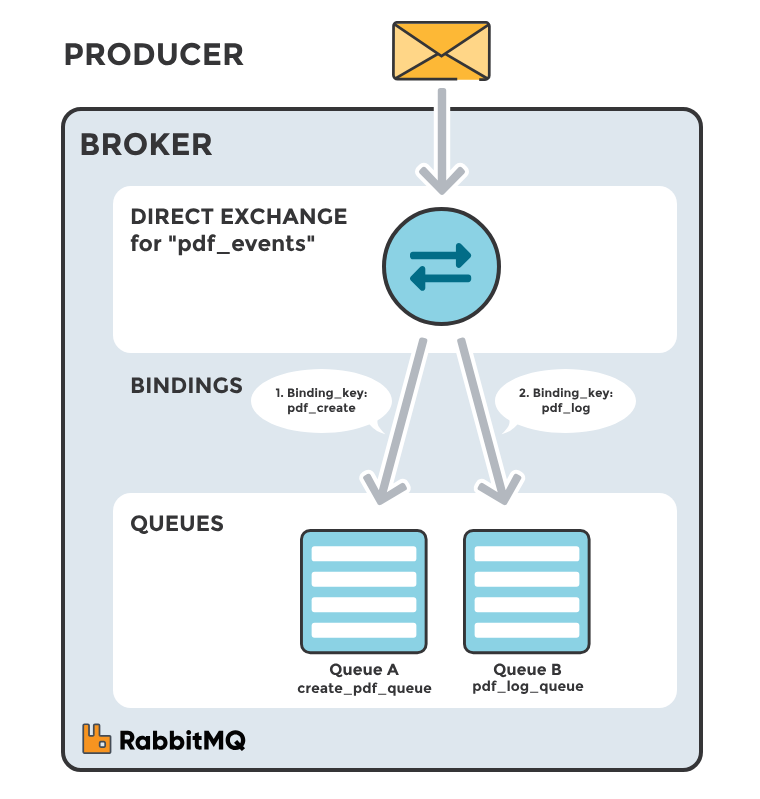 PRODUCER
BROKER
DIRECT EXCHANGE
for "pdf_events"
BINDINGS
1. Binding_key:
pdf_create
2. Binding_key:
pdf_log
QUEUES
Queue A
create_pdf_queue
Queue B
pdf_log_queue
RabbitMQ